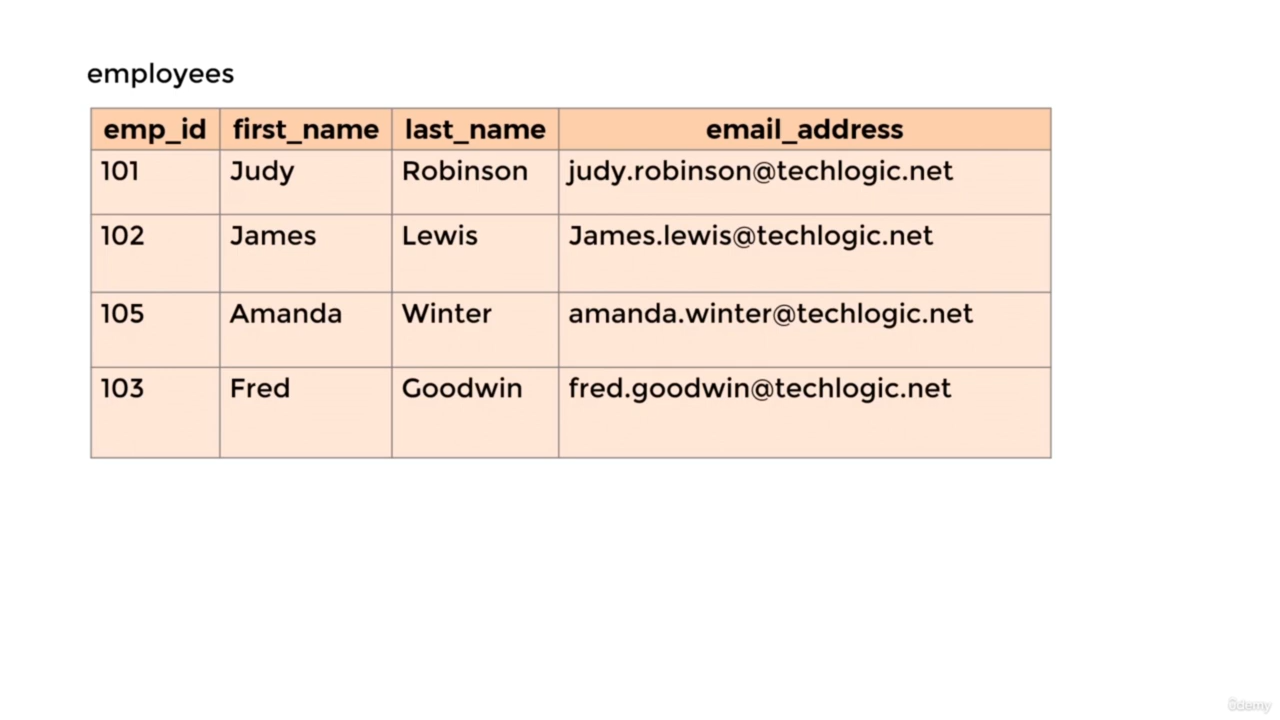 employees
emp_id first_name last_name email_address
101 Judy Robinson judy.robinson@techlogic.net
102 James Lewis James.lewis@techlogic.net
105 Amanda Winter amanda.winter@techlogic.net
103 Fred Goodwin fred.goodwin@techlogic.net
ûdemy